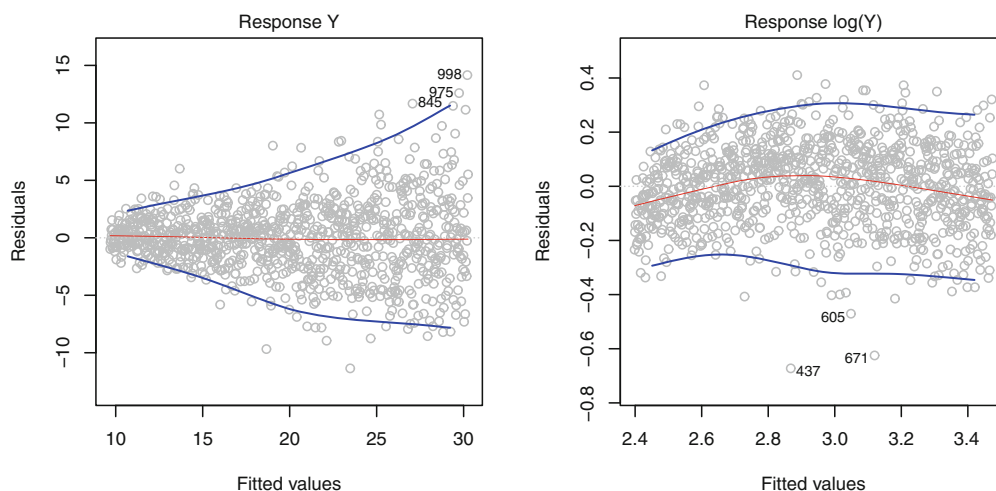 Response Y
Residuals
15
10
5
0
−5
−10
998
975
845
10 15 20 25 30
Fitted values
Response log(Y)
Residuals
0.4
0.2
0.0
−0.2
−0.4
−0.6
−0.8
605
671
437
2.4 2.6 2.8 3.0 3.2 3.4
Fitted values